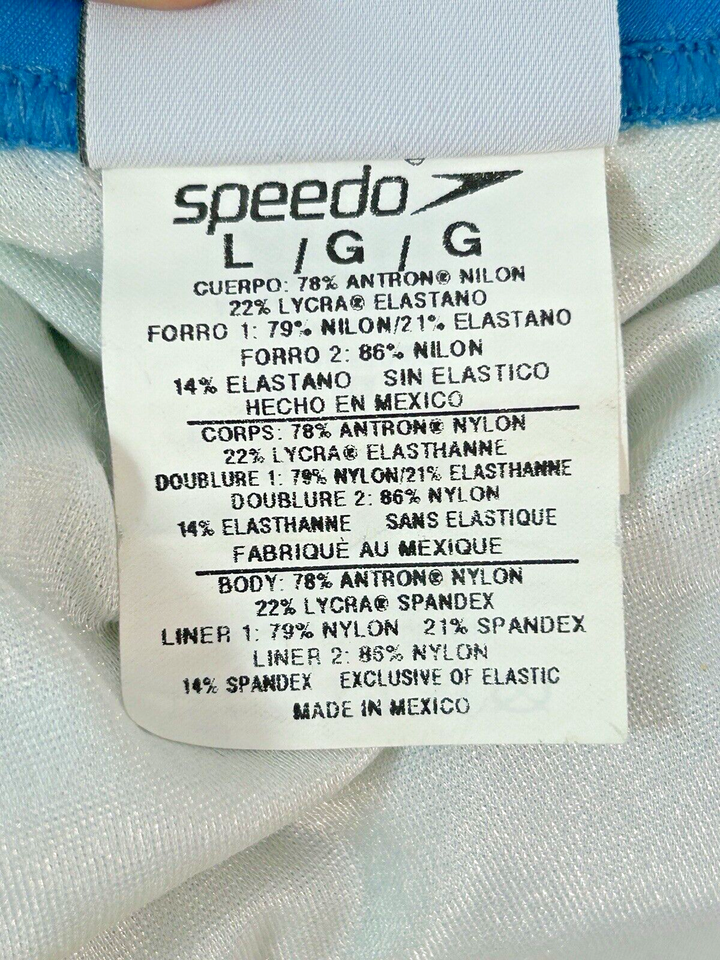 speedo
L / G / G
CUERPO: 78% ANTRON® NILON
22% LYCRA® ELASTANO
FORRO 1: 79% NILON/21% ELASTANO
FORRO 2: 86% NILON
14% ELASTANO SIN ELASTICO
HECHO EN MEXICO
CORPS: 78% ANTRON® NYLON
22% LYCRA® ELASTHANNE
DOUBLURE 1: 79% NYLON/21% ELASTHANNE
DOUBLURE 2: 86% NYLON
14% ELASTHANNE SANS ELASTIQUE
FABRIQUÈ AU MEXIQUE
BODY: 78% ANTRON® NYLON
22% LYCRA® SPANDEX
LINER 1: 79% NYLON 21% SPANDEX
LINER 2: 86% NYLON
14% SPANDEX EXCLUSIVE OF ELASTIC
MADE IN MEXICO